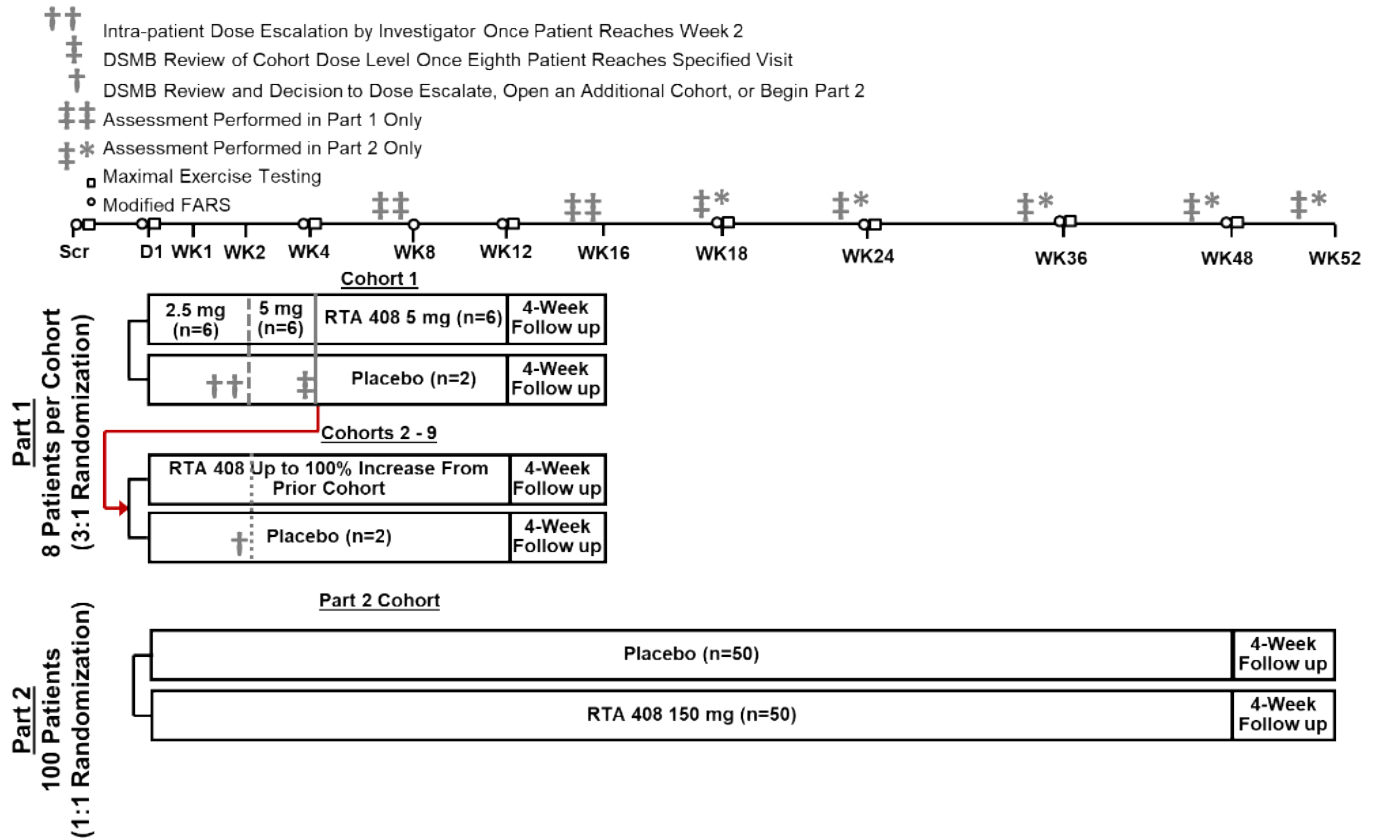 †† Intra-patient Dose Escalation by Investigator Once Patient Reaches Week 2
‡ DSMB Review of Cohort Dose Level Once Eighth Patient Reaches Specified Visit
† DSMB Review and Decision to Dose Escalate, Open an Additional Cohort, or Begin Part 2
‡‡ Assessment Performed in Part 1 Only
‡* Assessment Performed in Part 2 Only
Maximal Exercise Testing
Modified FARS
‡‡ ‡‡ ‡* ‡* ‡* ‡* ‡*
Scr D1 WK1 WK2 WK4 WK8 WK12 WK16 WK18 WK24 WK36 WK48 WK52
Part 1
8 Patients per Cohort
(3:1 Randomization)
Cohort 1
2.5 mg
(n=6)
5 mg
(n=6)
RTA 408 5 mg (n=6)
4-Week
Follow up
†† ‡ Placebo (n=2)
4-Week
Follow up
Cohorts 2 - 9
RTA 408 Up to 100% Increase From
Prior Cohort
4-Week
Follow up
† Placebo (n=2)
4-Week
Follow up
Part 2
100 Patients
(1:1 Randomization)
Part 2 Cohort
Placebo (n=50)
4-Week
Follow up
RTA 408 150 mg (n=50)
4-Week
Follow up